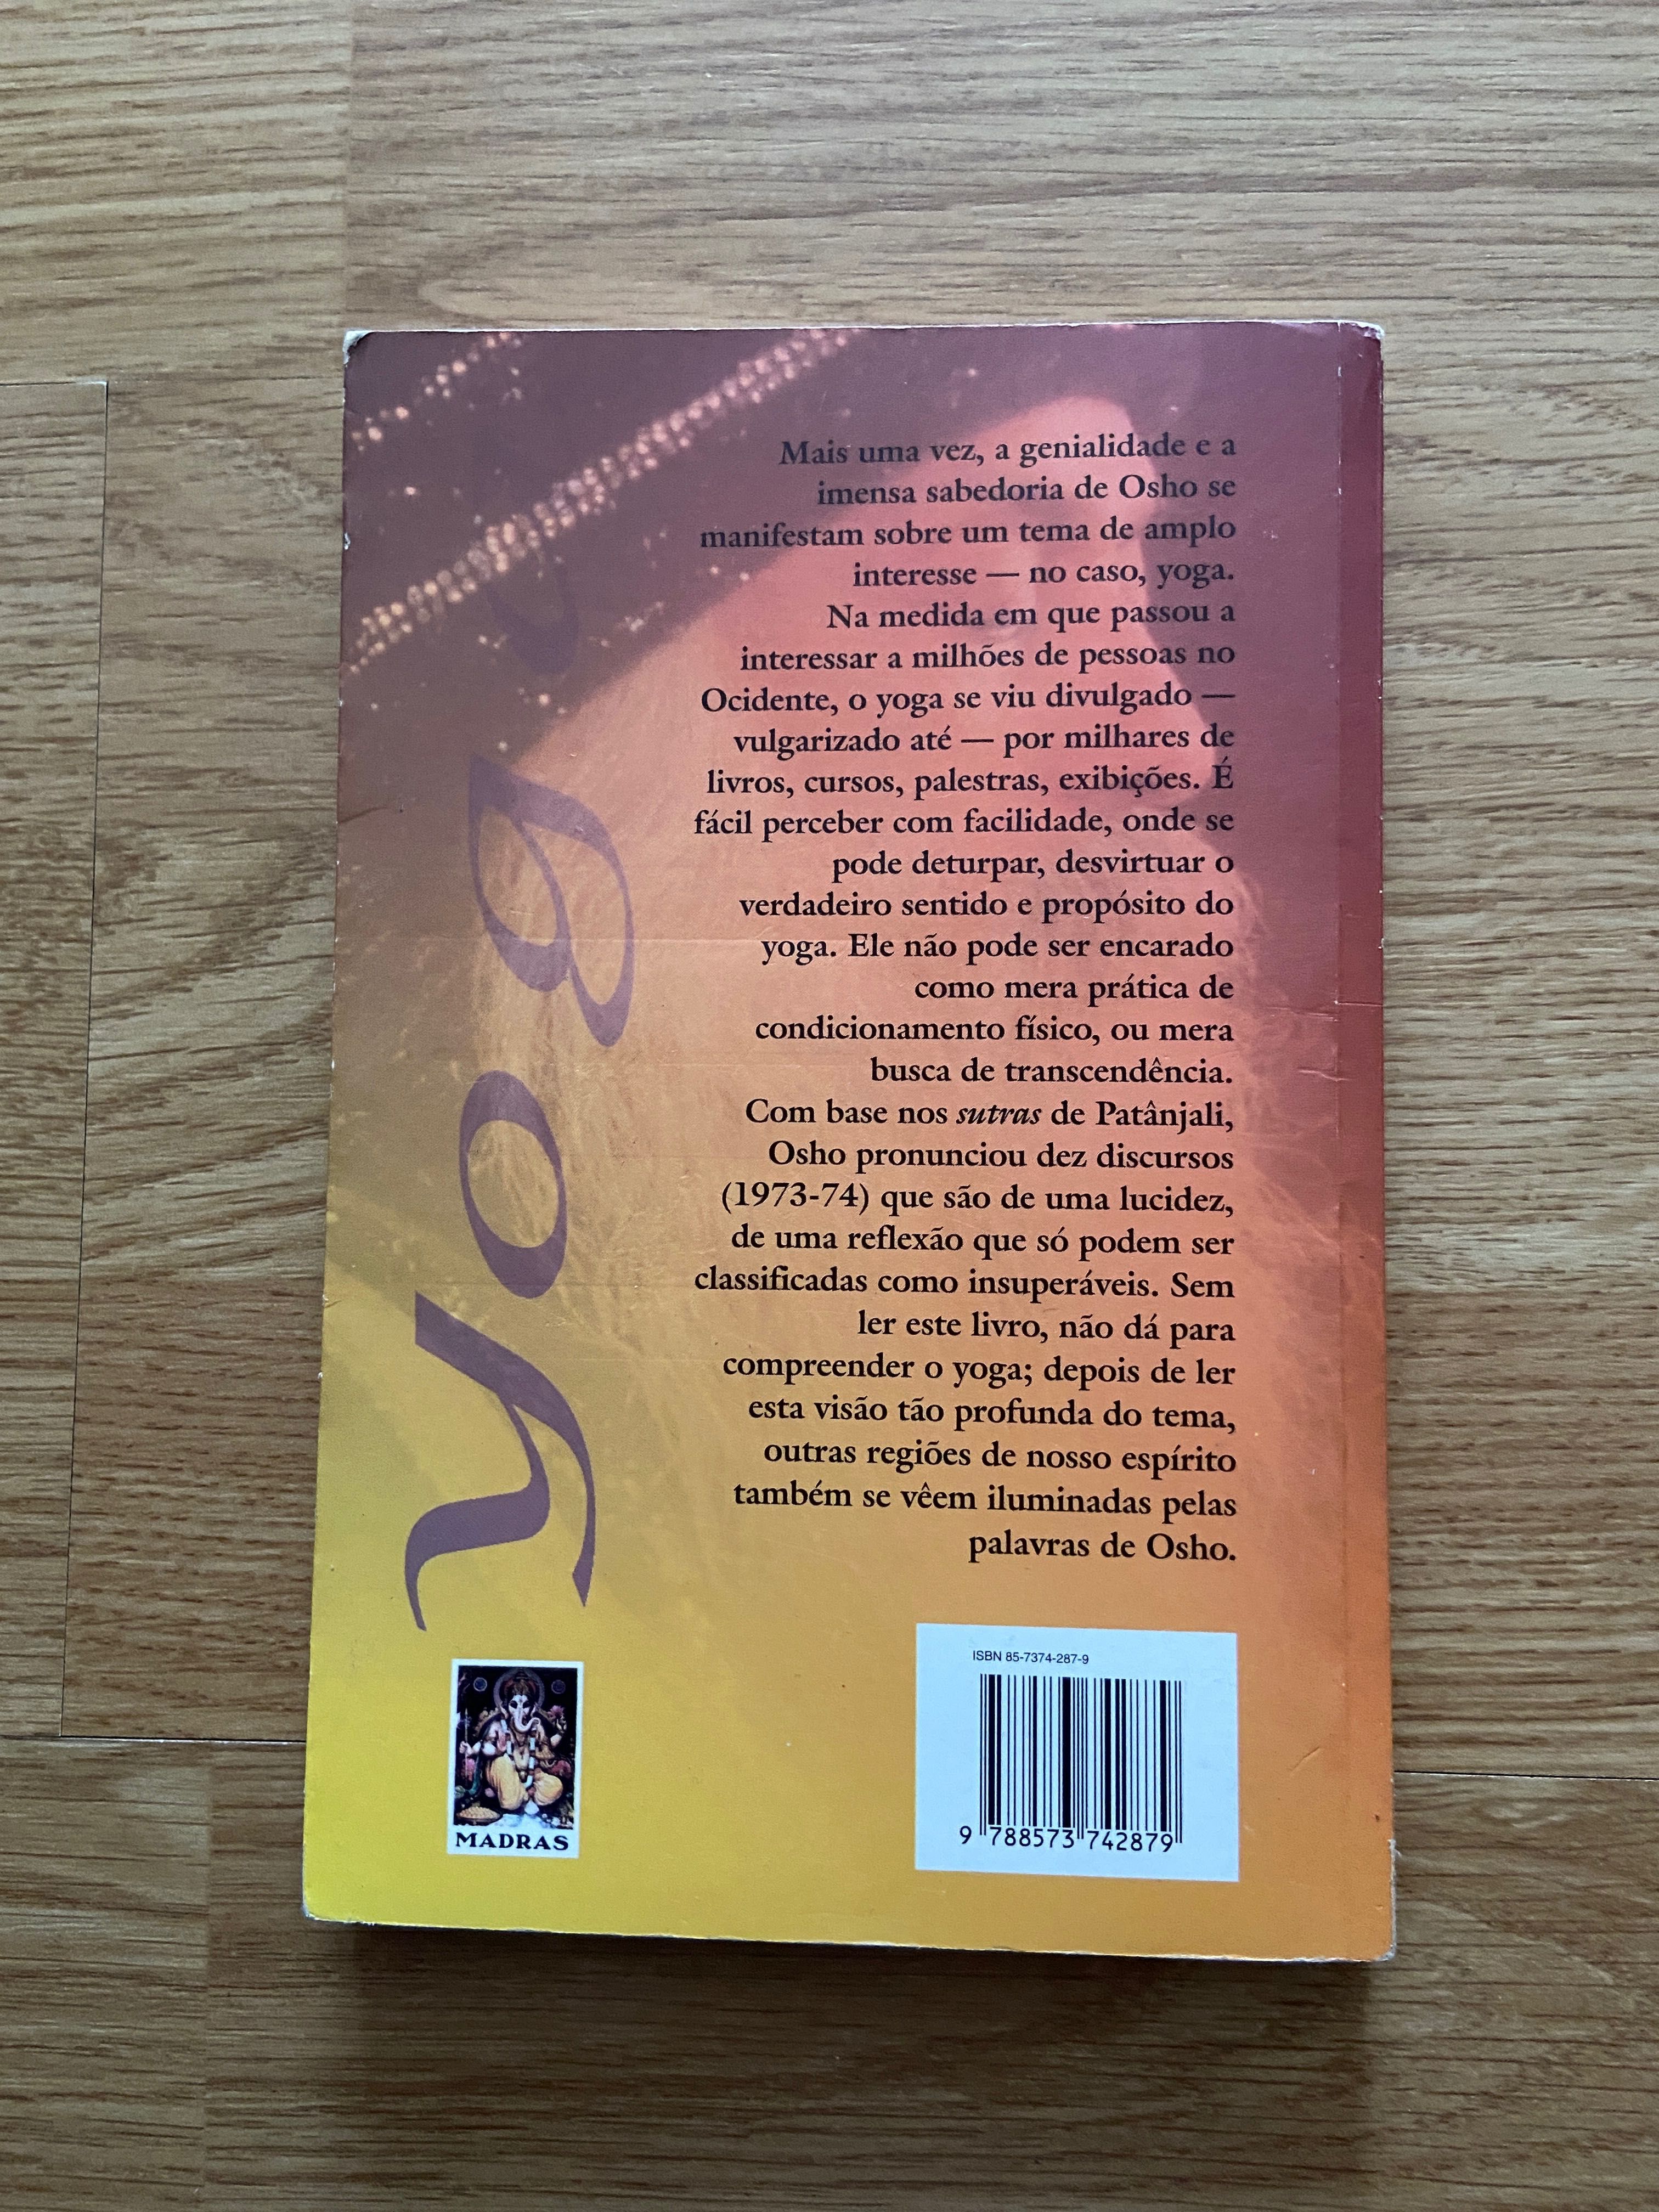 Mais uma vez, a genialidade e a
imensa sabedoria de Osho se
manifestam sobre um tema de amplo
interesse — no caso, yoga.
Na medida em que passou a
interessar a milhões de pessoas no
Ocidente, o yoga se viu divulgado —
vulgarizado até — por milhares de
livros, cursos, palestras, exibições. É
fácil perceber com facilidade, onde se
pode deturpar, desvirtuar o
verdadeiro sentido e propósito do
yoga. Ele não pode ser encarado
como mera prática de
condicionamento físico, ou mera
busca de transcendência.
Com base nos sutras de Patânjali,
Osho pronunciou dez discursos
(1973-74) que são de uma lucidez,
de uma reflexão que só podem ser
classificadas como insuperáveis. Sem
ler este livro, não dá para
compreender o yoga; depois de ler
esta visão tão profunda do tema,
outras regiões de nosso espírito
também se vêem iluminadas pelas
palavras de Osho.
Yoga
MADRAS
ISBN 85-7374-287-9
9 788573 742879